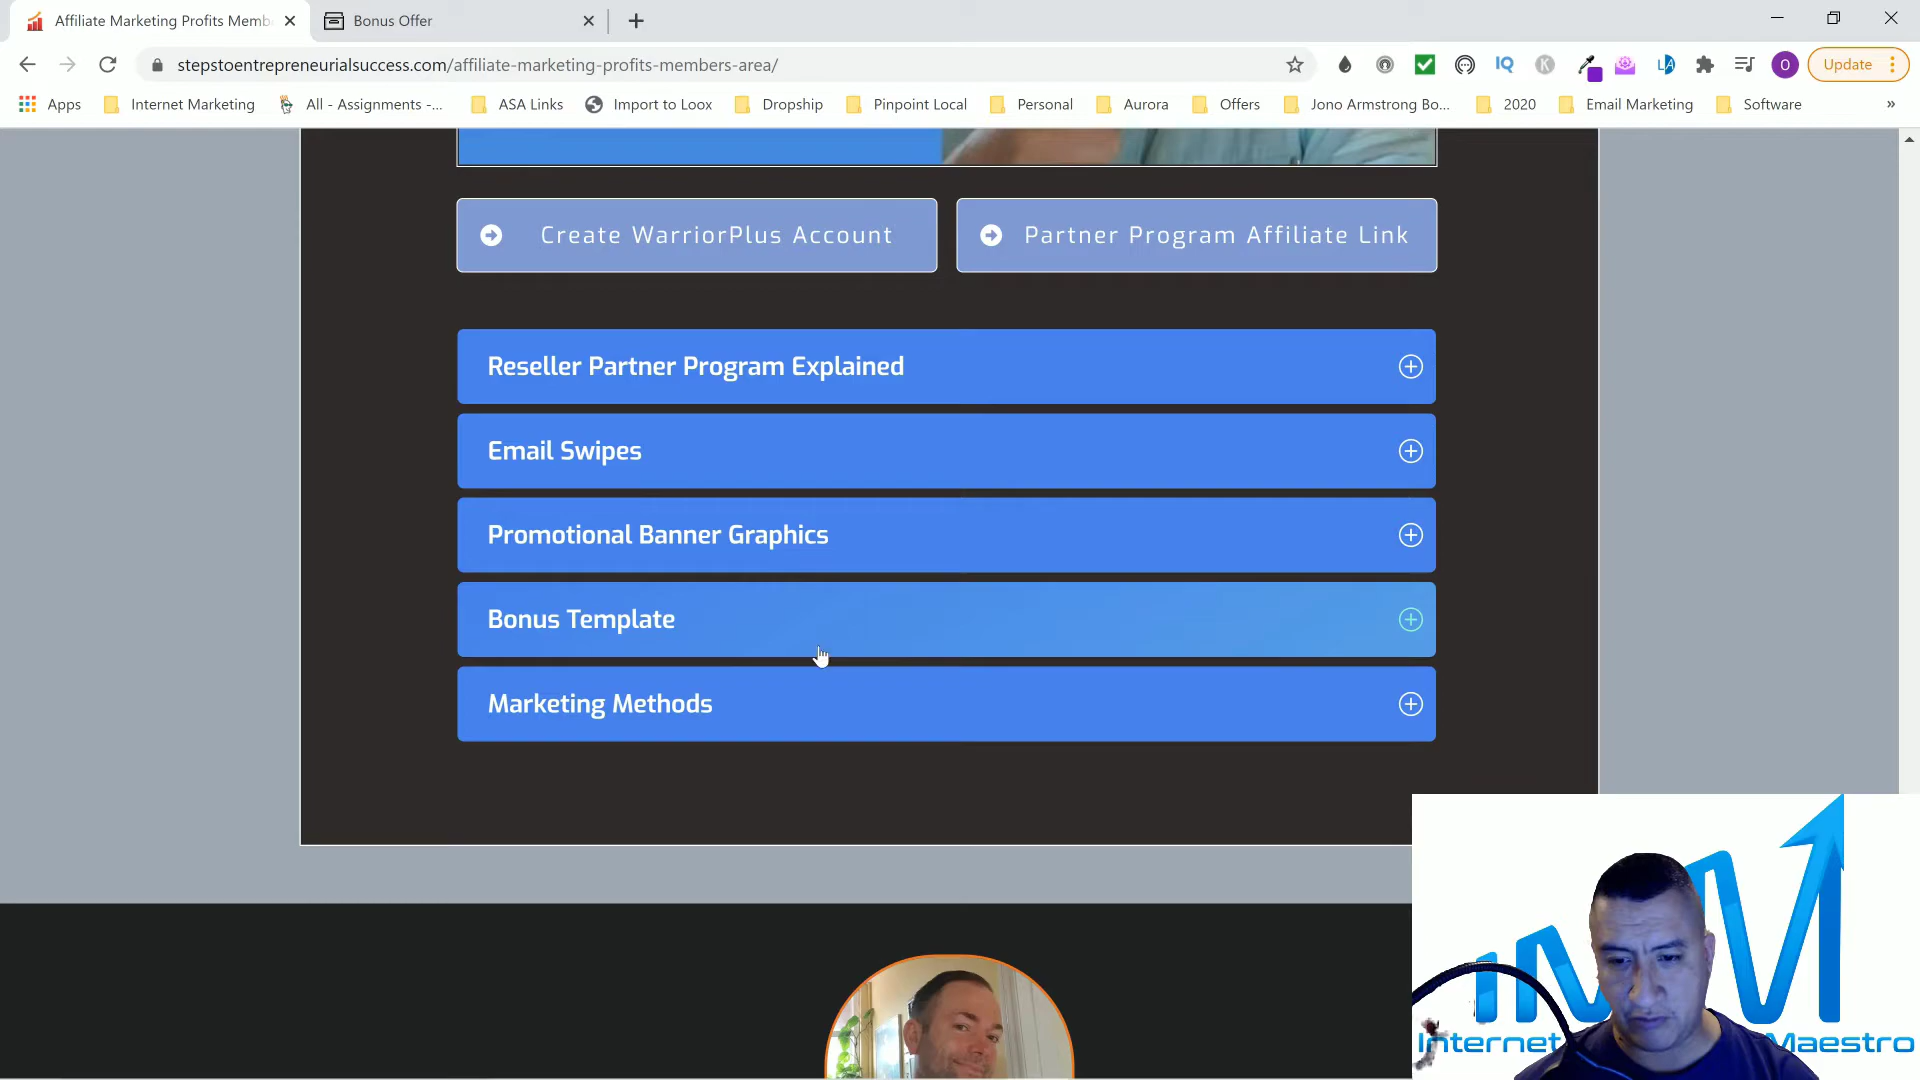 Affiliate Marketing Profits Memb
Bonus Offer
stepstoentrepreneurialsuccess.com/affiliate-marketing-profits-members-area/
IQ
K
LA
O
Update
Apps
Internet Marketing
All - Assignments -...
ASA Links
Import to Loox
Dropship
Pinpoint Local
Personal
Aurora
Offers
Jono Armstrong Bo...
2020
Email Marketing
Software
»
Create WarriorPlus Account
Partner Program Affiliate Link
Reseller Partner Program Explained
Email Swipes
Promotional Banner Graphics
Bonus Template
Marketing Methods
Internet
Maestro